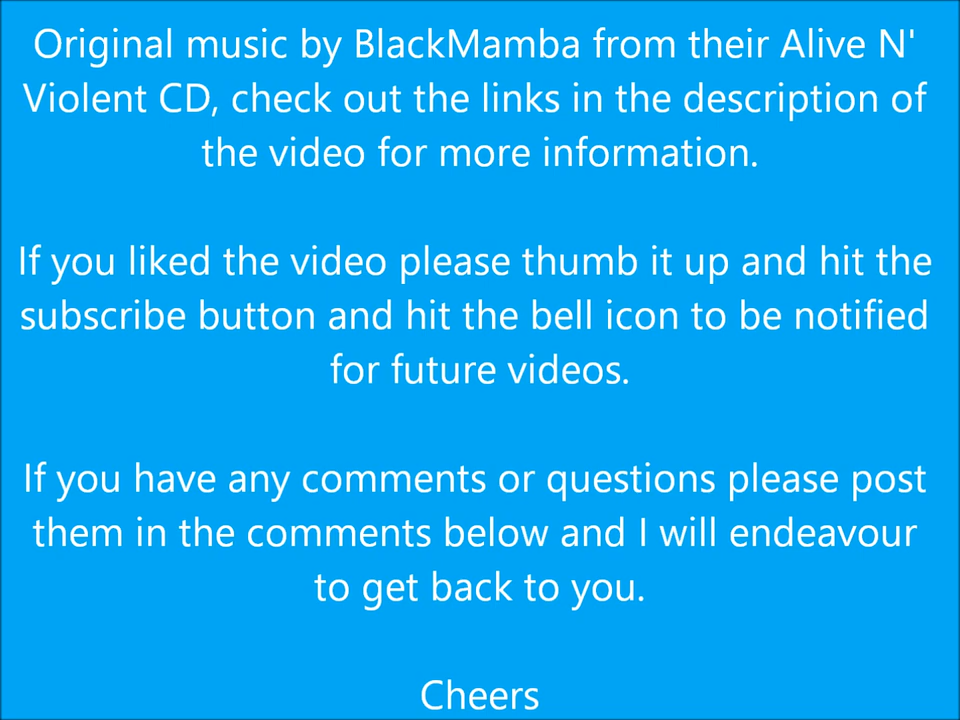 Original music by BlackMamba from their Alive N'
Violent CD, check out the links in the description of
the video for more information.
If you liked the video please thumb it up and hit the
subscribe button and hit the bell icon to be notified
for future videos.
If you have any comments or questions please post
them in the comments below and I will endeavour
to get back to you.
Cheers